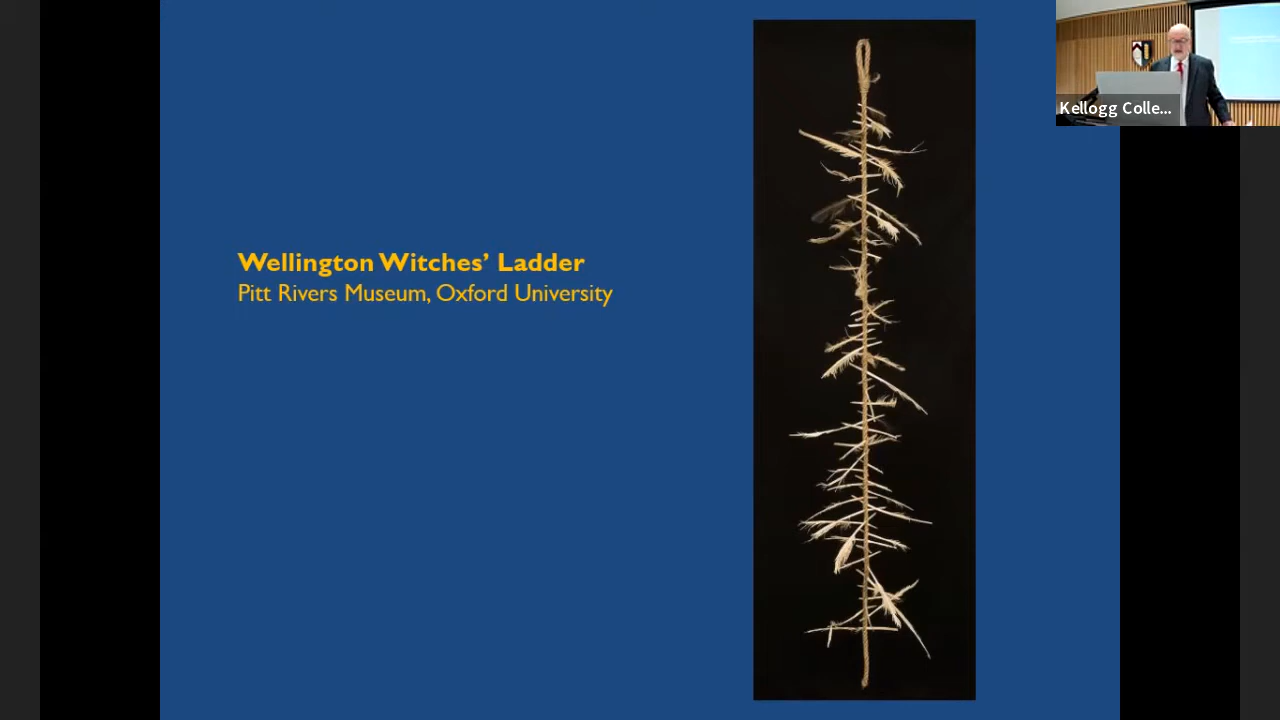 Wellington Witches’ Ladder
Pitt Rivers Museum, Oxford University
Kellogg Colle...